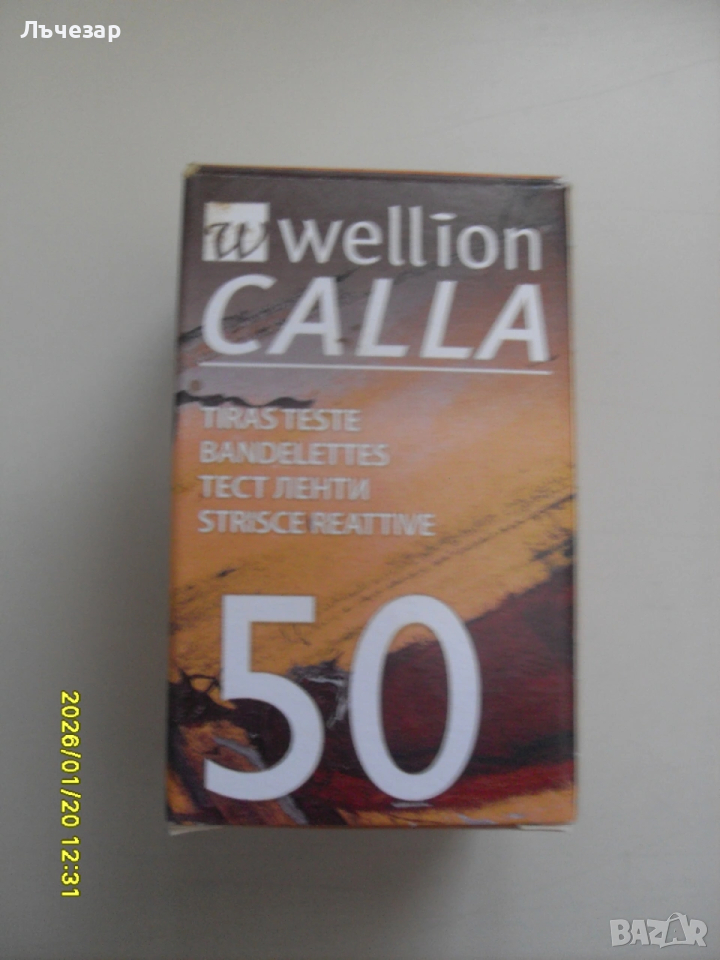 Лъчезар
w wellion
CALLA
TIRAS TESTE
BANDELETTES
ТЕСТ ЛЕНТИ
STRISCE REATTIVE
50
2026/01/20 12:31
BAZAR